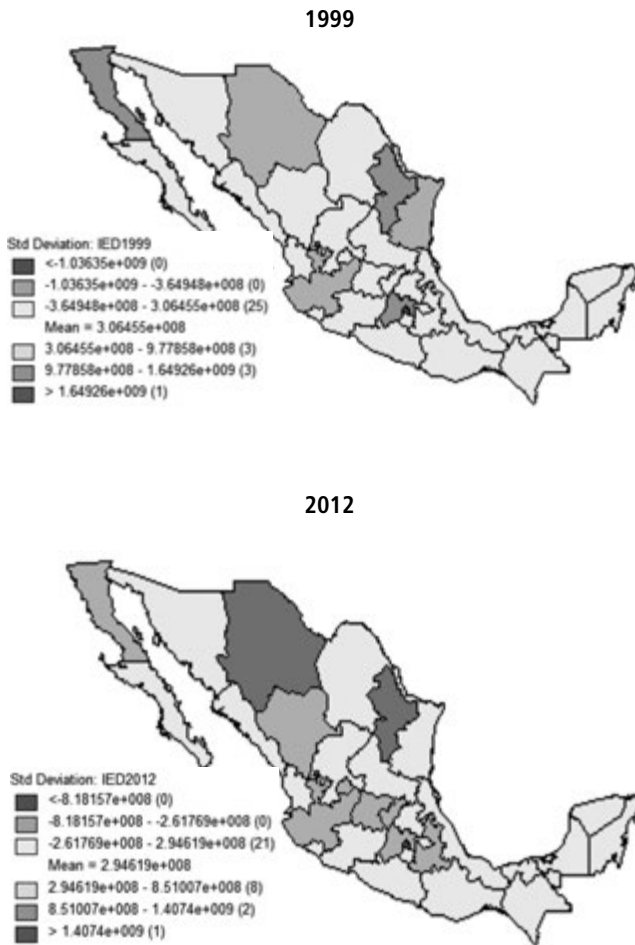 1999
Std Deviation: IED1999
<-1.03635e+009 (0)
-1.03635e+009 - -3.64948e+008 (0)
-3.64948e+008 - 3.06455e+008 (25)
Mean = 3.06455e+008
3.06455e+008 - 9.77858e+008 (3)
9.77858e+008 - 1.64926e+009 (3)
> 1.64926e+009 (1)
2012
Std Deviation: IED2012
<-8.18157e+008 (0)
-8.18157e+008 - -2.61769e+008 (0)
-2.61769e+008 - 2.94619e+008 (21)
Mean = 2.94619e+008
2.94619e+008 - 8.51007e+008 (8)
8.51007e+008 - 1.4074e+009 (2)
> 1.4074e+009 (1)